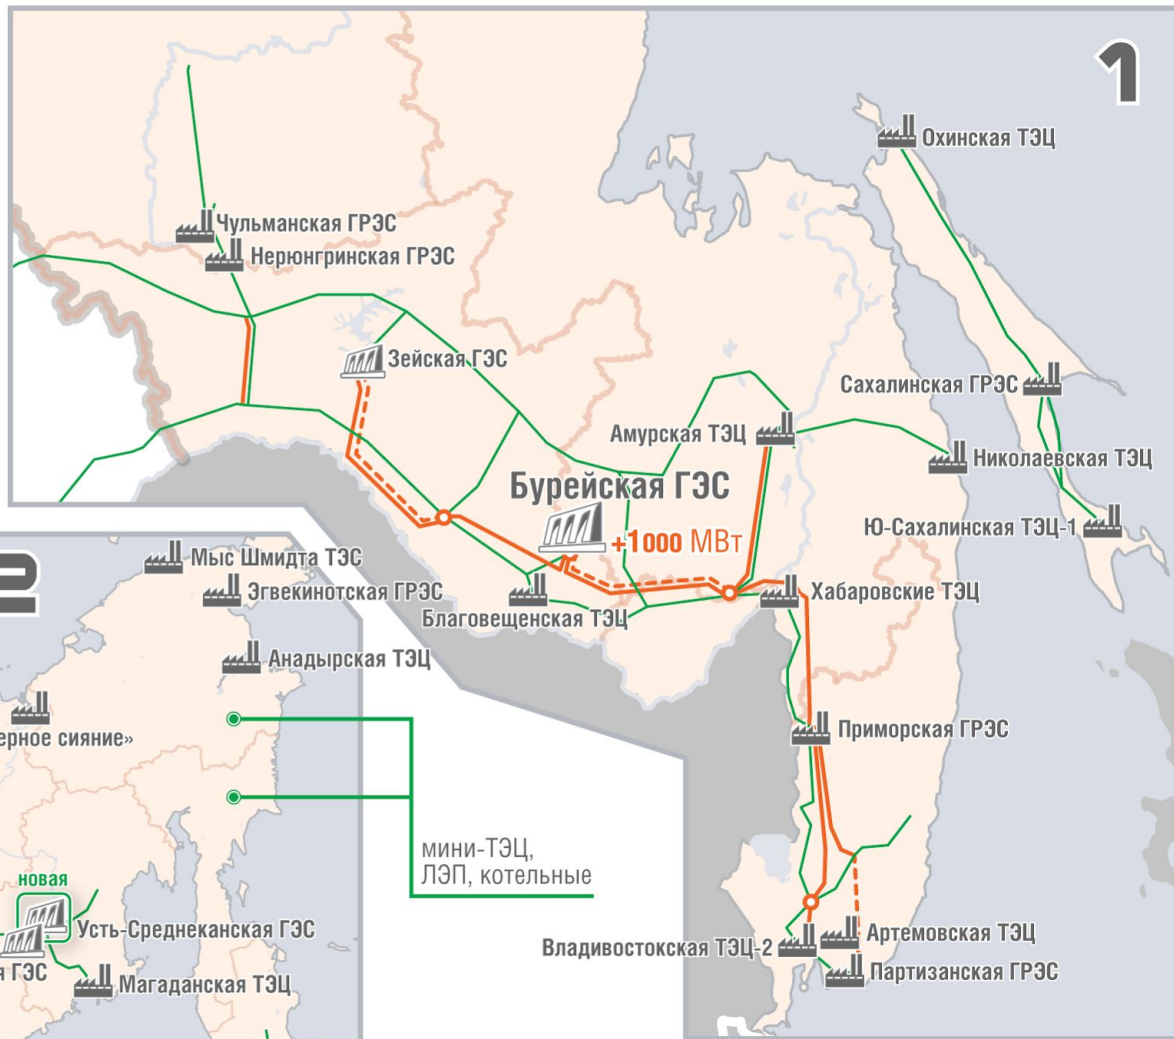 1
Охинская ТЭЦ
Чульманская ГРЭС
Нерюнгринская ГРЭС
Зейская ГЭС
Сахалинская ГРЭС
Амурская ТЭЦ
Николаевская ТЭЦ
Бурейская ГЭС
+1000 МВт
Ю-Сахалинская ТЭЦ-1
Хабаровские ТЭЦ
Благовещенская ТЭЦ
Приморская ГРЭС
Владивостокская ТЭЦ-2
Артемовская ТЭЦ
Партизанская ГРЭС
Мыс Шмидта ТЭС
Эгвекинотская ГРЭС
Анадырская ТЭЦ
сияние»
мини-ТЭЦ,
ЛЭП, котельные
новая
Усть-Среднеканская ГЭС
ГЭС
Магаданская ТЭЦ